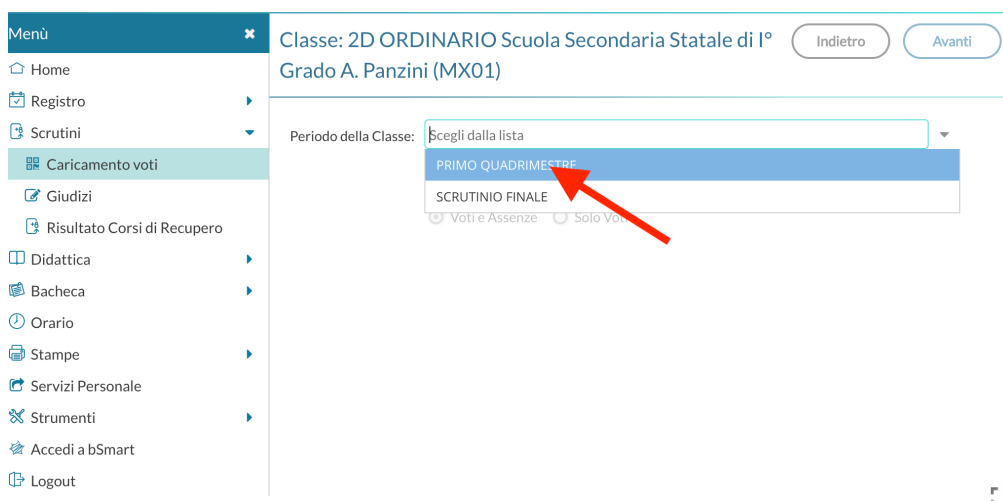 Menù
Home
Registro
Scrutini
Caricamento voti
Giudizi
Risultato Corsi di Recupero
Didattica
Bacheca
Orario
Stampe
Servizi Personale
Strumenti
Accedi a bSmart
Logout
Classe: 2D ORDINARIO Scuola Secondaria Statale di I°
Grado A. Panzini (MX01)
Indietro
Avanti
Periodo della Classe:
Scegli dalla lista
PRIMO QUADRIMESTRE
SCRUTINIO FINALE
Voti e Assenze
Solo Voti